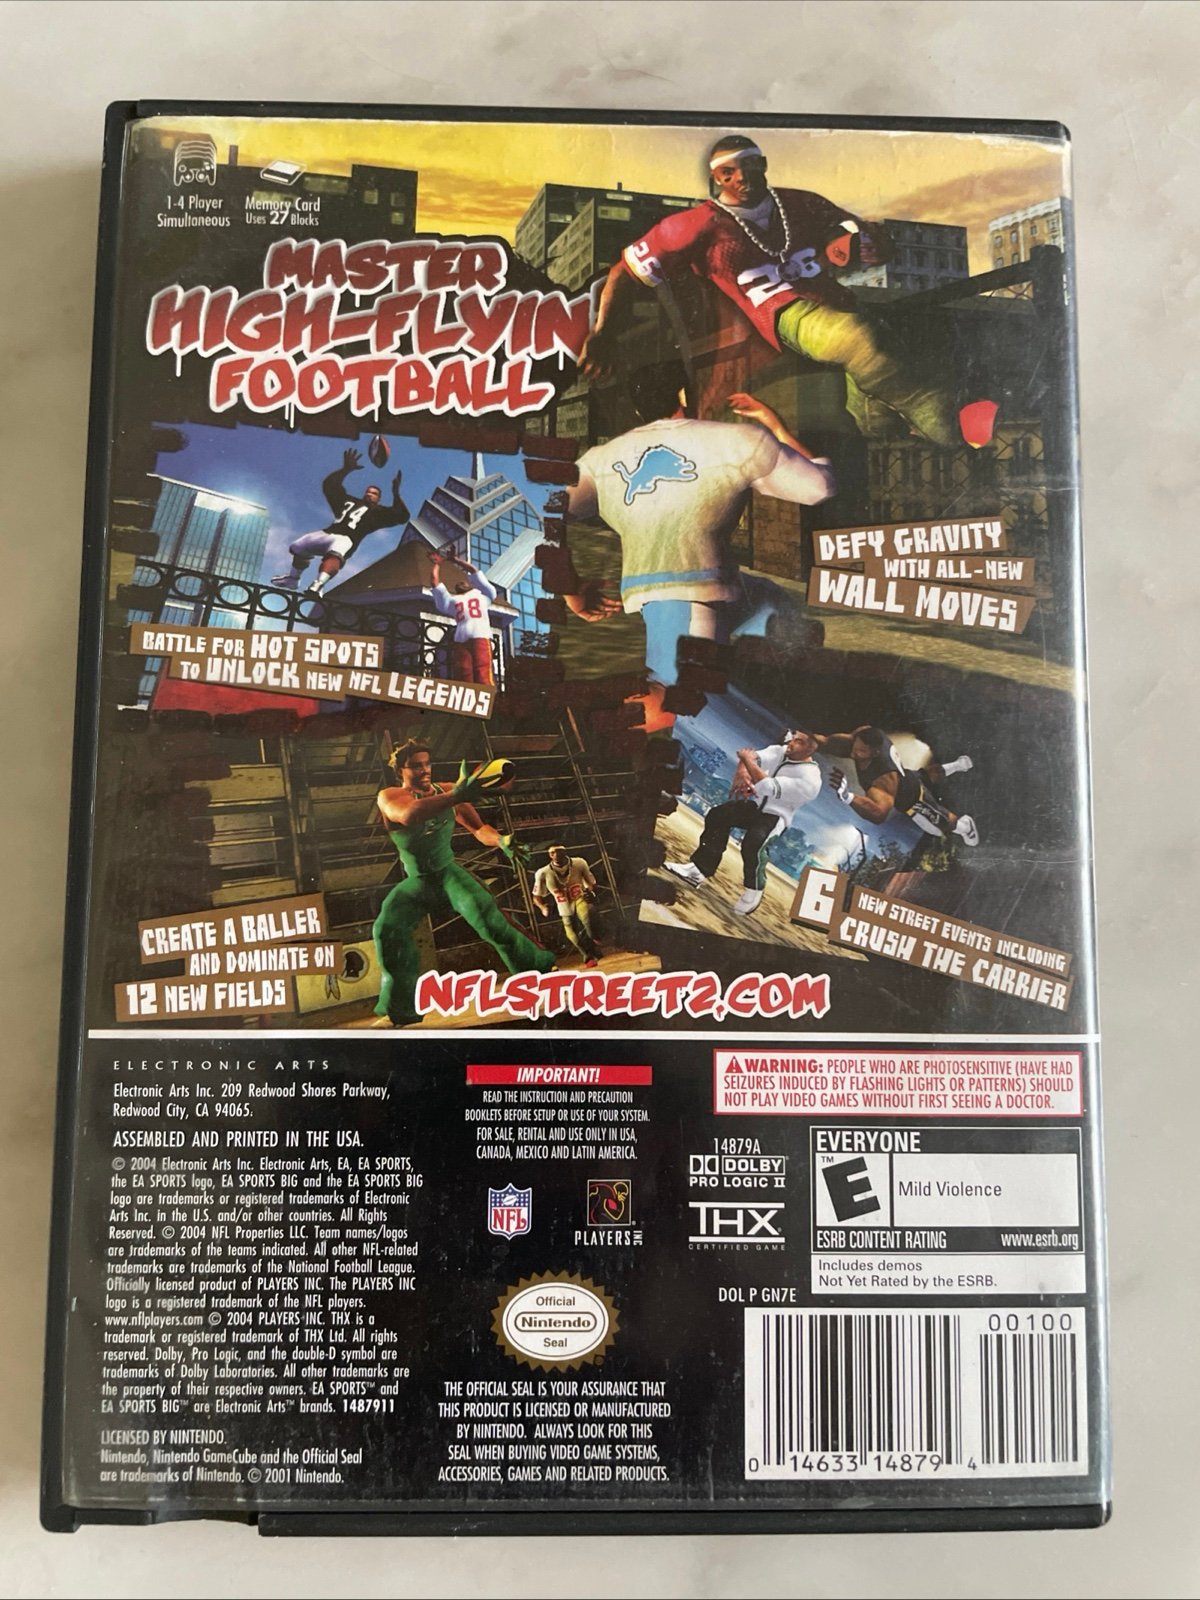 1-4 Player
Simultaneous
Memory Card
Uses 27 Blocks
MASTER
HIGH-FLYIN'
FOOTBALL
26
26
34
28
DEFY GRAVITY
WITH ALL-NEW
WALL MOVES
BATTLE FOR HOT SPOTS
TO UNLOCK NEW NFL LEGENDS
CREATE A BALLER
AND DOMINATE ON
12 NEW FIELDS
6 NEW STREET EVENTS INCLUDING
CRUSH THE CARRIER
NFLSTREET2.COM
ELECTRONIC ARTS
Electronic Arts Inc. 209 Redwood Shores Parkway,
Redwood City, CA 94065.
ASSEMBLED AND PRINTED IN THE USA.
© 2004 Electronic Arts Inc. Electronic Arts, EA, EA SPORTS,
the EA SPORTS logo, EA SPORTS BIG and the EA SPORTS BIG
logo are trademarks or registered trademarks of Electronic
Arts Inc. in the U.S. and/or other countries. All Rights
Reserved. © 2004 NFL Properties LLC. Team names/logos
are trademarks of the teams indicated. All other NFL-related
trademarks are trademarks of the National Football League.
Officially licensed product of PLAYERS INC. The PLAYERS INC
logo is a registered trademark of the NFL players.
www.nflplayers.com © 2004 PLAYERS INC. THX is a
trademark or registered trademark of THX Ltd. All rights
reserved. Dolby, Pro Logic, and the double-D symbol are
trademarks of Dolby Laboratories. All other trademarks are
the property of their respective owners. EA SPORTS™ and
EA SPORTS BIG™ are Electronic Arts™ brands. 1487911
LICENSED BY NINTENDO.
Nintendo, Nintendo GameCube and the Official Seal
are trademarks of Nintendo. © 2001 Nintendo.
IMPORTANT!
READ THE INSTRUCTION AND PRECAUTION
BOOKLETS BEFORE SETUP OR USE OF YOUR SYSTEM.
FOR SALE, RENTAL AND USE ONLY IN USA,
CANADA, MEXICO AND LATIN AMERICA.
NFL
PLAYERS INC
Official
Nintendo
Seal
THE OFFICIAL SEAL IS YOUR ASSURANCE THAT
THIS PRODUCT IS LICENSED OR MANUFACTURED
BY NINTENDO. ALWAYS LOOK FOR THIS
SEAL WHEN BUYING VIDEO GAME SYSTEMS,
ACCESSORIES, GAMES AND RELATED PRODUCTS.
WARNING: PEOPLE WHO ARE PHOTOSENSITIVE (HAVE HAD
SEIZURES INDUCED BY FLASHING LIGHTS OR PATTERNS) SHOULD
NOT PLAY VIDEO GAMES WITHOUT FIRST SEEING A DOCTOR.
14879A
DOLBY
PRO LOGIC II
THX
CERTIFIED GAME
EVERYONE
E™
Mild Violence
ESRB CONTENT RATING www.esrb.org
Includes demos
Not Yet Rated by the ESRB.
DOL P GN7E
00100
0 14633 14879 4